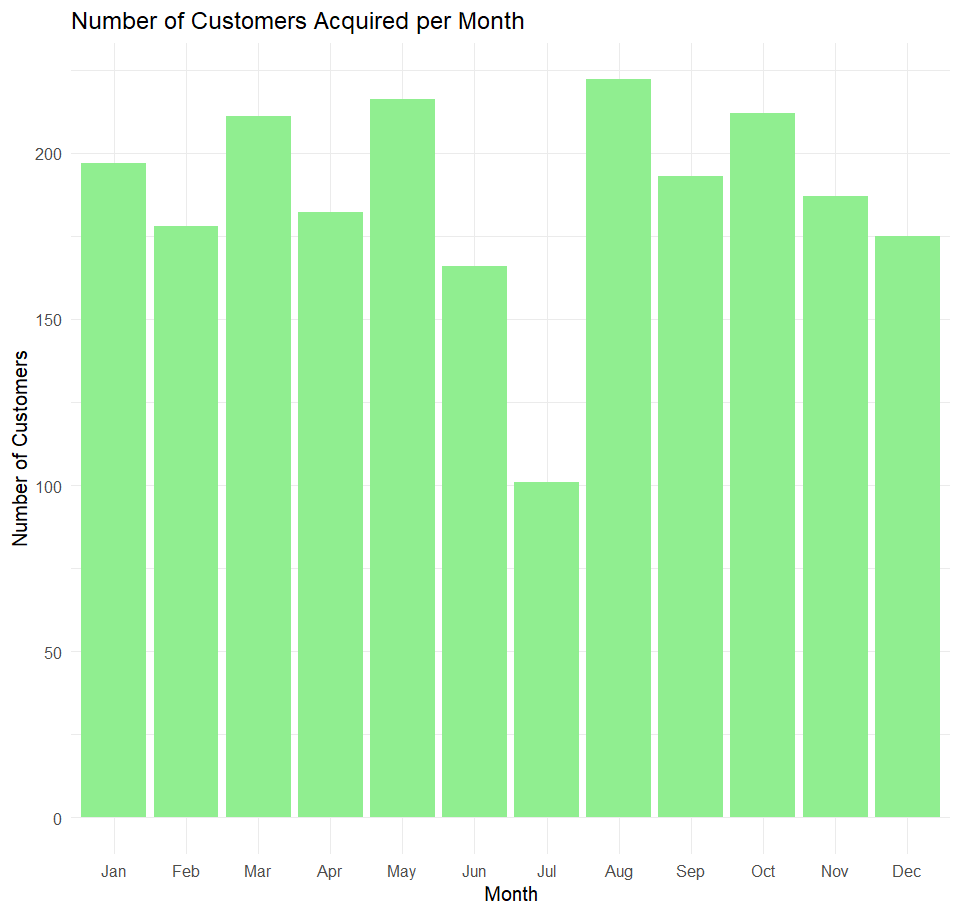 Number of Customers Acquired per Month
Number of Customers
200
150
100
50
0
Jan Feb Mar Apr May Jun Jul Aug Sep Oct Nov Dec
Month